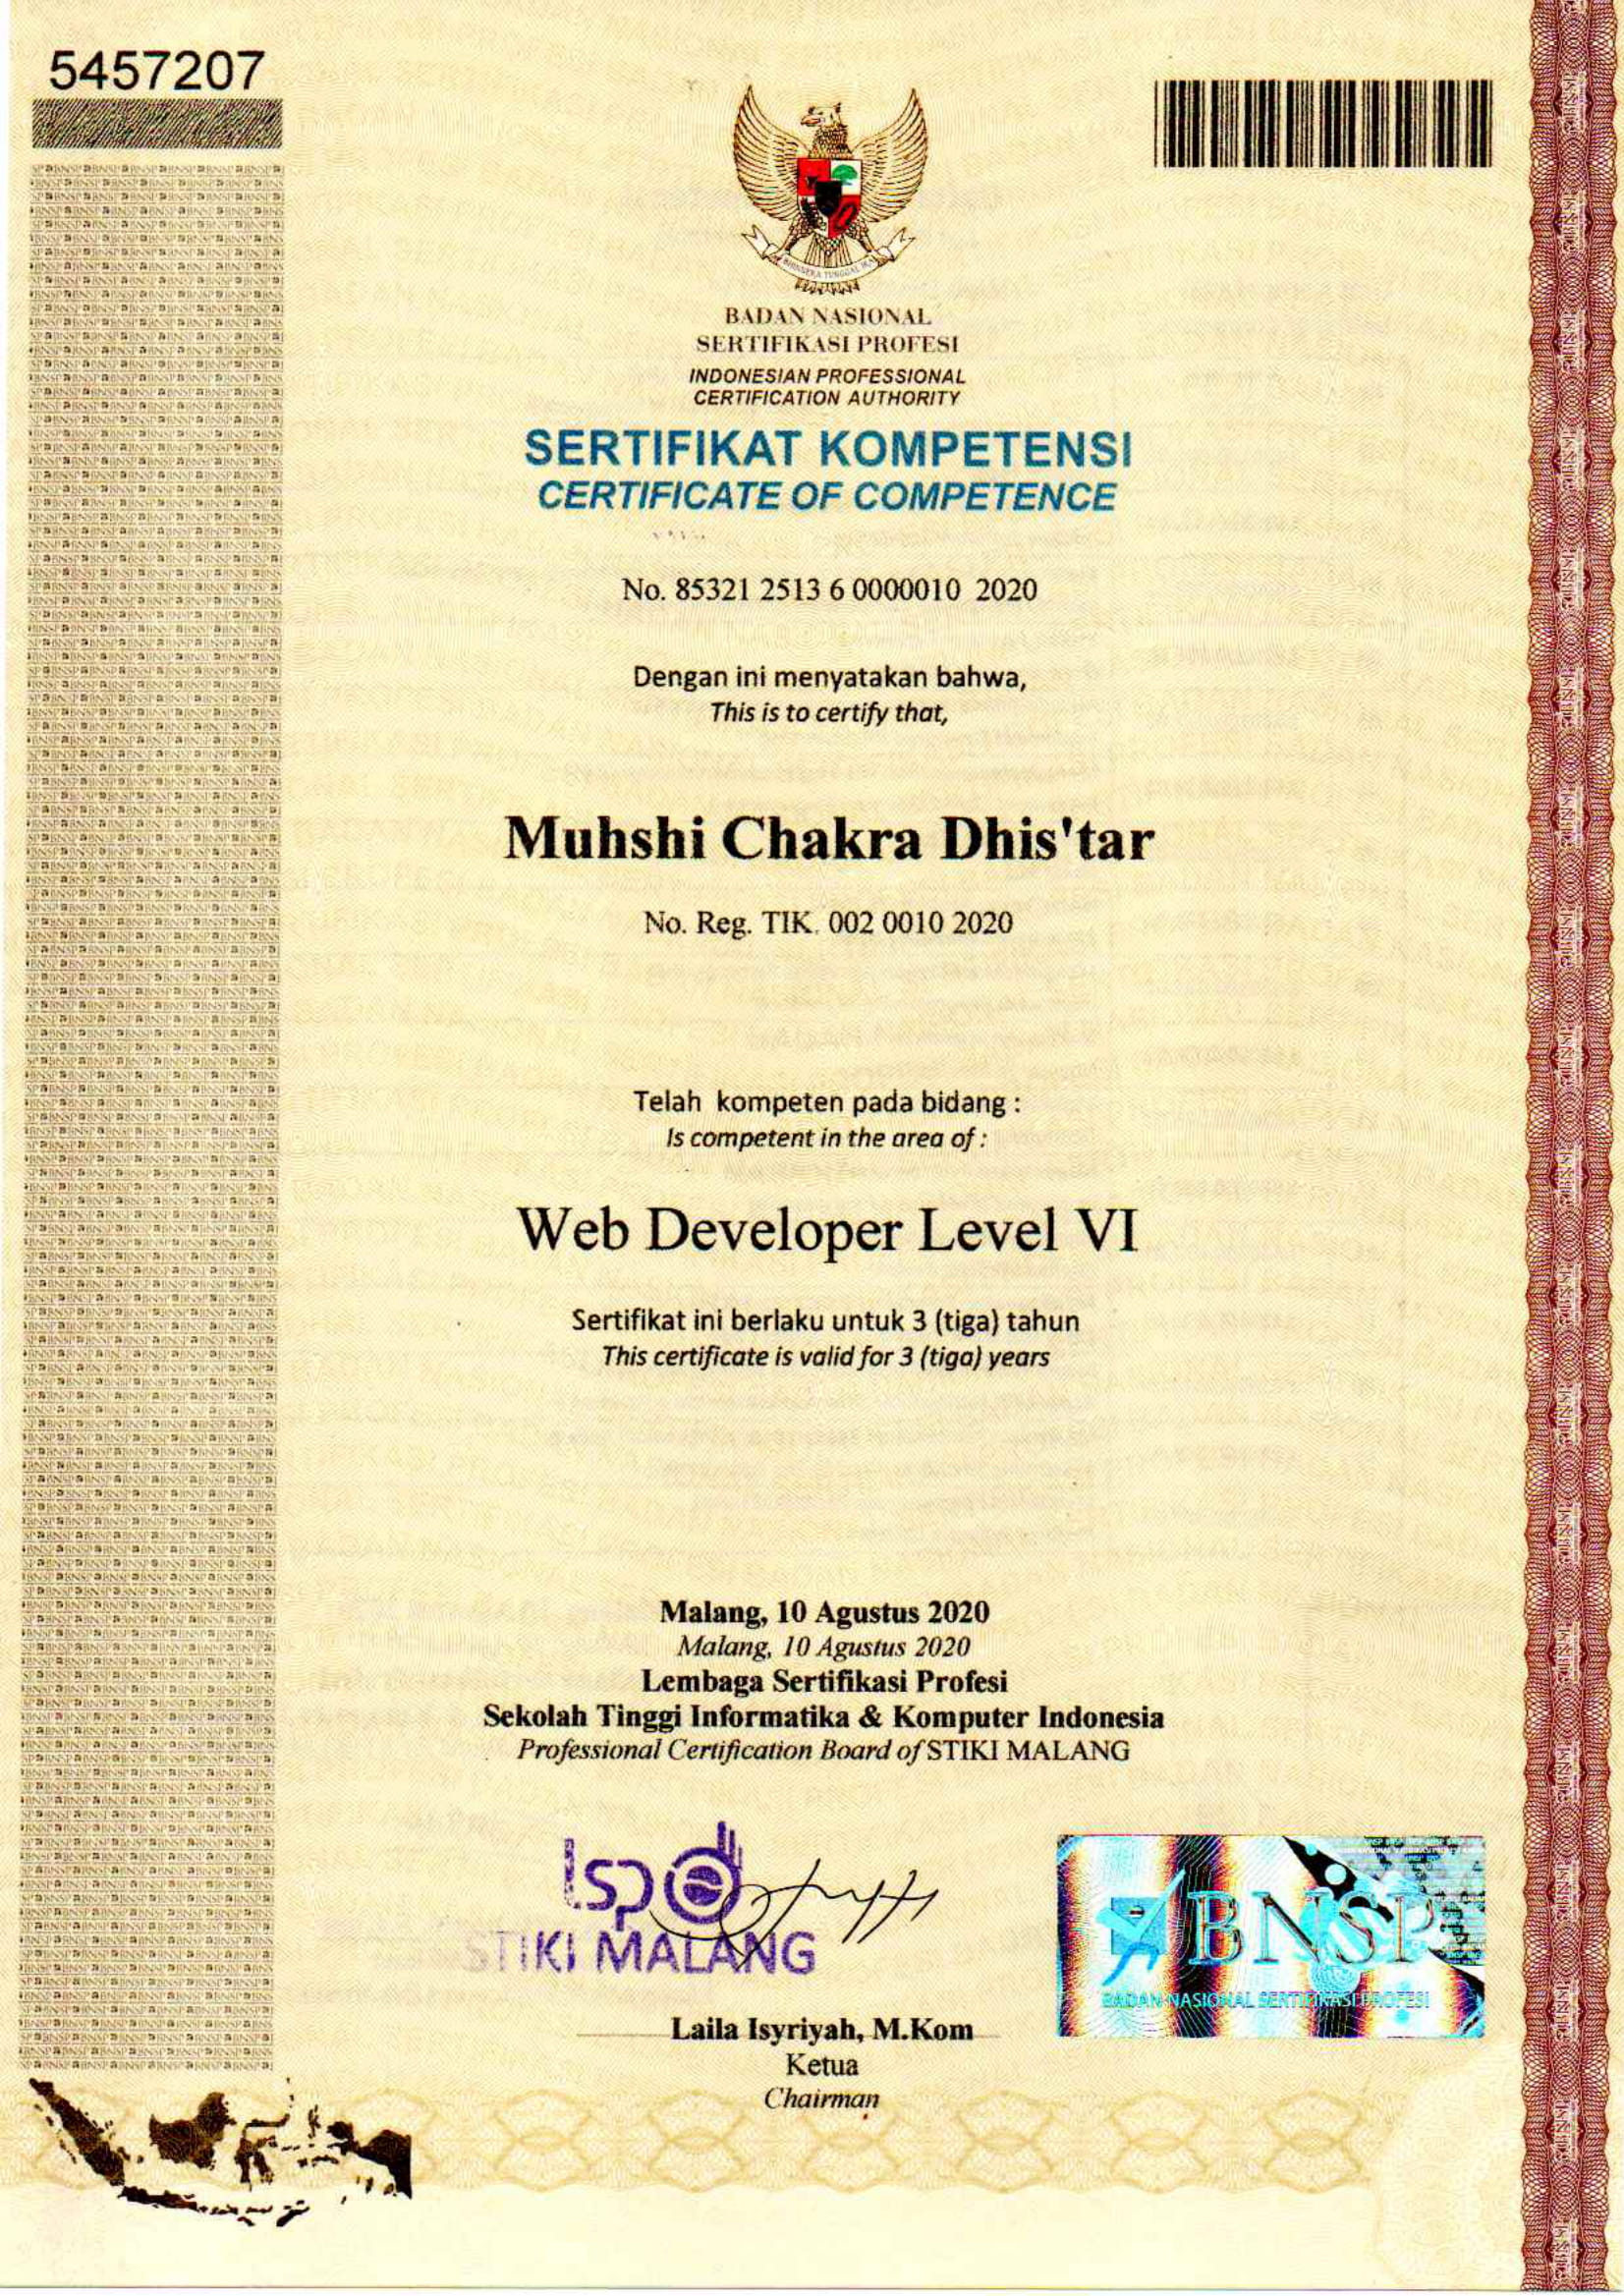 5457207
BHINNEKA TUNGGAL IKA
BADAN NASIONAL
SERTIFIKASI PROFESI
INDONESIAN PROFESSIONAL
CERTIFICATION AUTHORITY
SERTIFIKAT KOMPETENSI
CERTIFICATE OF COMPETENCE
No. 85321 2513 6 0000010 2020
Dengan ini menyatakan bahwa,
This is to certify that,
Muhshi Chakra Dhis'tar
No. Reg. TIK. 002 0010 2020
Telah kompeten pada bidang :
Is competent in the area of :
Web Developer Level VI
Sertifikat ini berlaku untuk 3 (tiga) tahun
This certificate is valid for 3 (tiga) years
Malang, 10 Agustus 2020
Malang, 10 Agustus 2020
Lembaga Sertifikasi Profesi
Sekolah Tinggi Informatika & Komputer Indonesia
Professional Certification Board of STIKI MALANG
lsp
STIKI MALANG
BNSP
BADAN NASIONAL SERTIFIKASI PROFESI
Laila Isyriyah, M.Kom
Ketua
Chairman